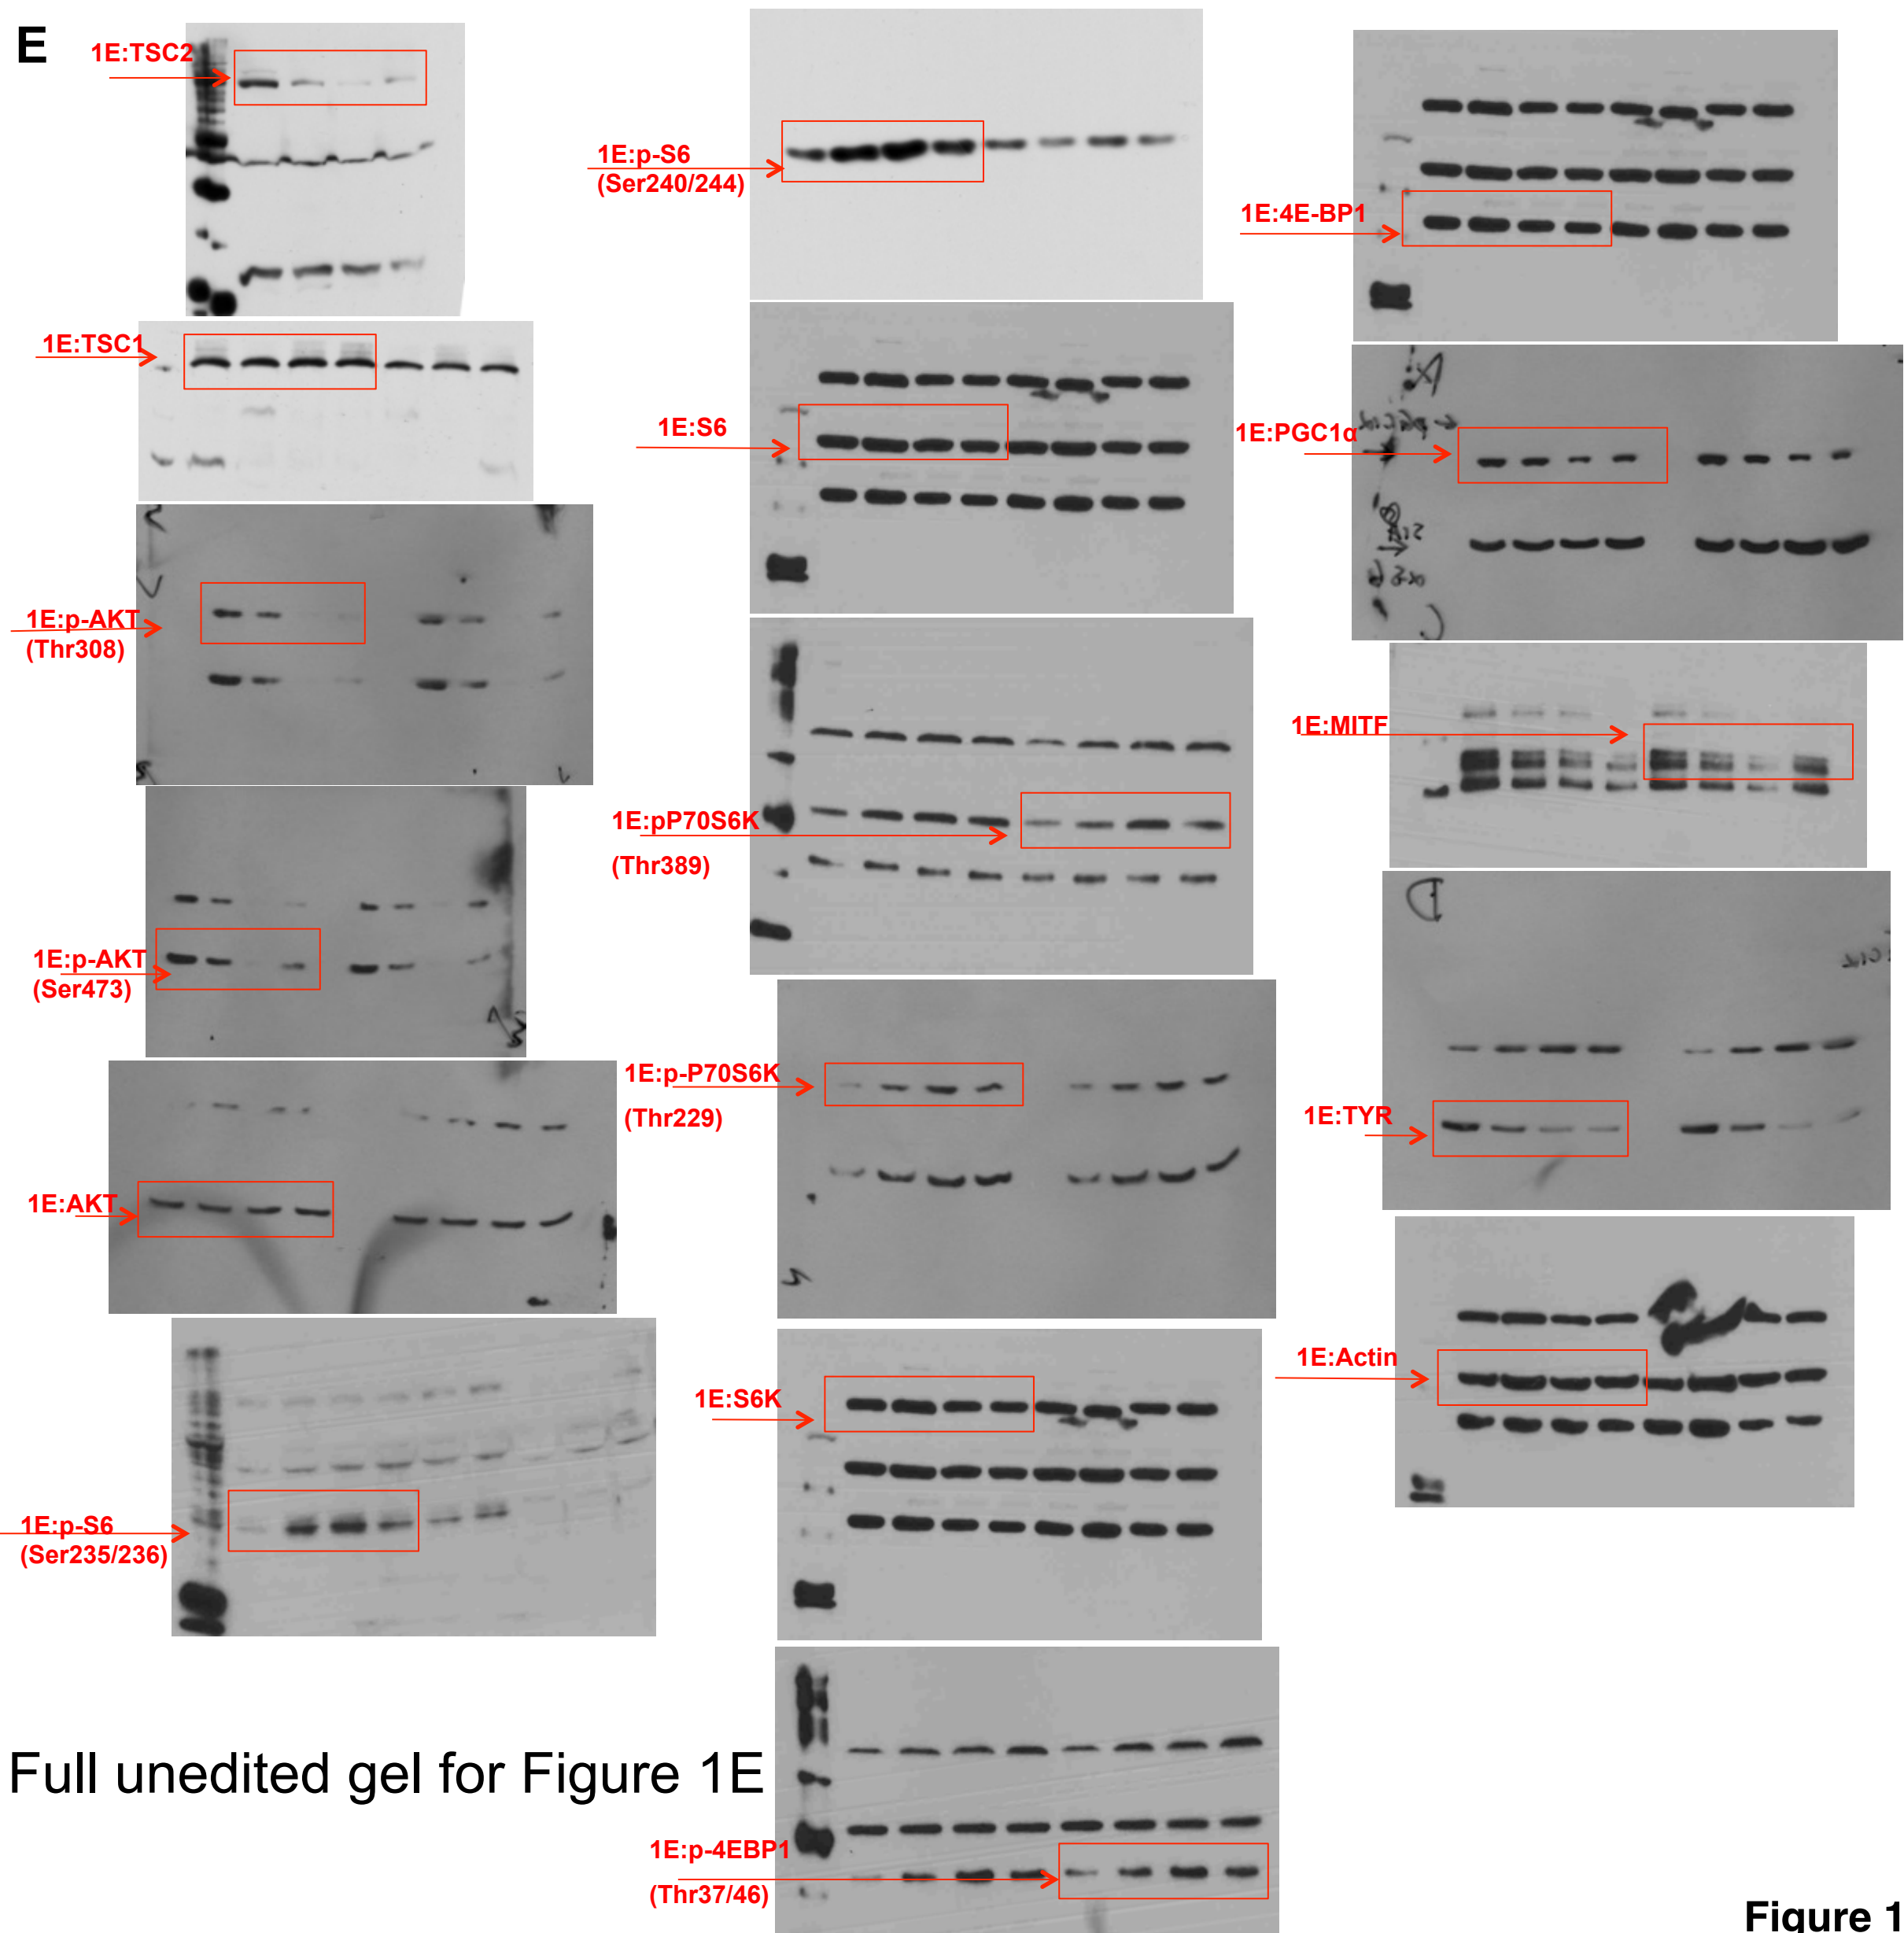 E
1E:TSC2
1E:TSC1
1E:p-AKT
(Thr308)
1E:p-AKT
(Ser473)
1E:AKT
1E:p-S6
(Ser235/236)
1E:p-S6
(Ser240/244)
1E:S6
1E:pP70S6K
(Thr389)
1E:p-P70S6K
(Thr229)
1E:S6K
1E:p-4EBP1
(Thr37/46)
1E:4E-BP1
1E:PGC1α
1E:MITF
1E:TYR
1E:Actin
Full unedited gel for Figure 1E
Figure 1